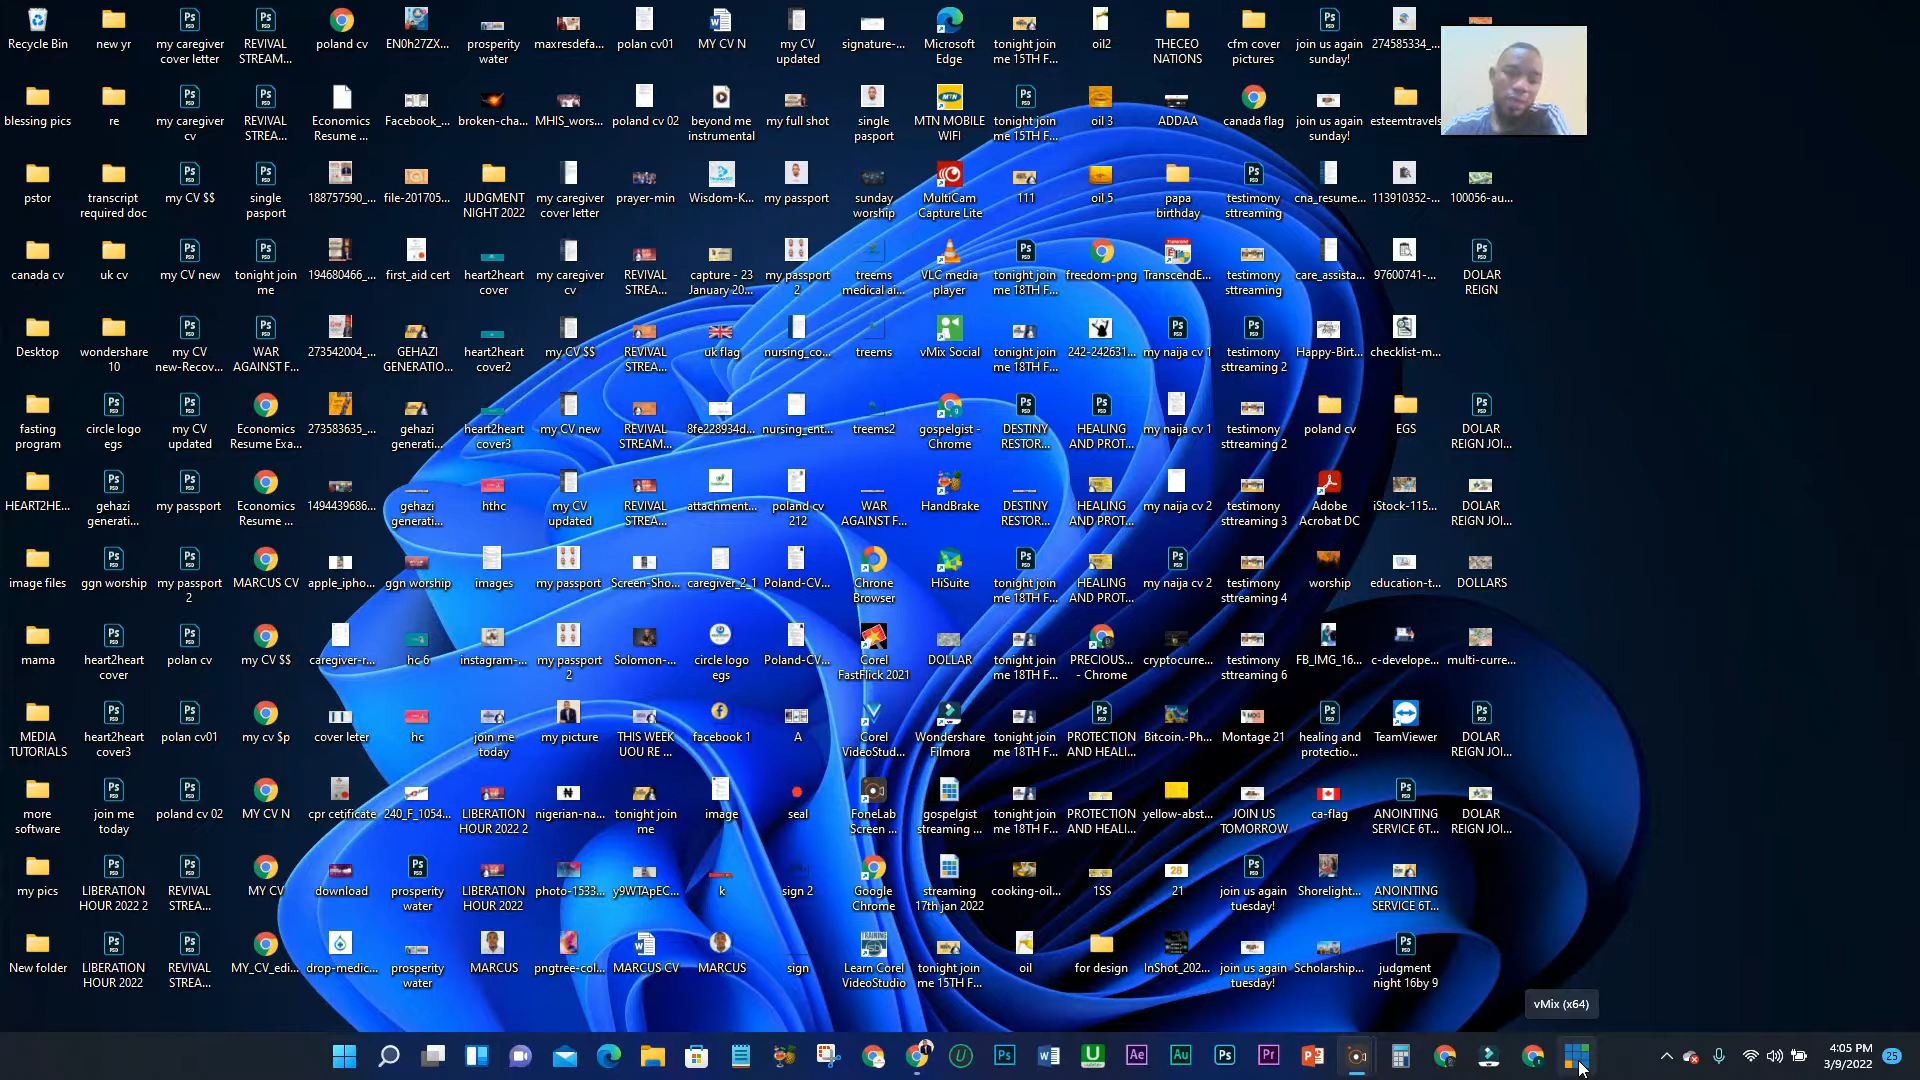 Recycle Bin
new yr
my caregiver
cover letter
REVIVAL
STREAM...
poland cv
EN0h27ZX...
prosperity
water
maxresdefa...
polan cv01
MY CV N
my CV
updated
signature-...
Microsoft
Edge
tonight join
me 15TH F...
oil2
THECEO
NATIONS
cfm cover
pictures
join us again
sunday!
274585334_...
blessing pics
re
my caregiver
cv
REVIVAL
STREA...
Economics
Resume ...
Facebook_...
broken-cha...
MHIS_wors...
poland cv 02
beyond me
instrumental
my full shot
single
pasport
MTN MOBILE
WIFI
tonight join
me 15TH F...
oil 3
ADDAA
canada flag
join us again
sunday!
esteemtravels
pstor
transcript
required doc
my CV $$
single
pasport
188757590_...
file-201705...
JUDGMENT
NIGHT 2022
my caregiver
cover letter
prayer-min
Wisdom-K...
my passport
sunday
worship
MultiCam
Capture Lite
111
oil 5
papa
birthday
testimony
sttreaming
cna_resume...
113910352-...
100056-au...
canada cv
uk cv
my CV new
tonight join
me
194680466_...
first_aid cert
heart2heart
cover
my caregiver
cv
REVIVAL
STREA...
capture - 23
January 20...
my passport
2
treems
medical ai...
VLC media
player
tonight join
me 18TH F...
freedom-png
TranscendE...
testimony
sttreaming
care_assista...
97600741-...
DOLAR
REIGN
Desktop
wondershare
10
my CV
new-Recov...
WAR
AGAINST F...
273542004_...
GEHAZI
GENERATIO...
heart2heart
cover2
my CV $$
REVIVAL
STREA...
uk flag
nursing_co...
treems
vMix Social
tonight join
me 18TH F...
242-242631...
my naija cv 1
testimony
sttreaming 2
Happy-Birt...
checklist-m...
fasting
program
circle logo
egs
my CV
updated
Economics
Resume Exa...
273583635_...
gehazi
generati...
heart2heart
cover3
my CV new
REVIVAL
STREAM...
8fe228934d...
nursing_ent...
treems2
gospelgist -
Chrome
DESTINY
RESTOR...
HEALING
AND PROT...
my naija cv 1
testimony
sttreaming 2
poland cv
EGS
DOLAR
REIGN JOI...
HEART2HE...
gehazi
generati...
my passport
Economics
Resume ...
1494439686...
gehazi
generati...
hthc
my CV
updated
REVIVAL
STREA...
attachment...
poland cv
212
WAR
AGAINST F...
HandBrake
DESTINY
RESTOR...
HEALING
AND PROT...
my naija cv 2
testimony
sttreaming 3
Adobe
Acrobat DC
iStock-115...
DOLAR
REIGN JOI...
image files
ggn worship
my passport
2
MARCUS CV
apple_ipho...
ggn worship
images
my passport
Screen-Sho...
caregiver_2_1
Poland-CV...
Chrone
Browser
HiSuite
tonight join
me 18TH F...
HEALING
AND PROT...
my naija cv 2
testimony
sttreaming 4
worship
education-t...
DOLLARS
mama
heart2heart
cover
polan cv
my CV $$
caregiver-r...
hc 6
instagram-...
my passport
2
Solomon-...
circle logo
egs
Poland-CV...
Corel
FastFlick 2021
DOLLAR
tonight join
me 18TH F...
PRECIOUS...
- Chrome
cryptocurre...
testimony
sttreaming 6
FB_IMG_16...
c-develope...
multi-curre...
MEDIA
TUTORIALS
heart2heart
cover3
polan cv01
my cv $p
cover leter
hc
join me
today
my picture
THIS WEEK
UOU RE ...
facebook 1
A
Corel
VideoStud...
Wondershare
Filmora
tonight join
me 18TH F...
PROTECTION
AND HEALI...
Bitcoin.-Ph...
Montage 21
healing and
protectio...
TeamViewer
DOLAR
REIGN JOI...
more
software
join me
today
poland cv 02
MY CV N
cpr cetificate
240_F_1054...
LIBERATION
HOUR 2022 2
nigerian-na...
tonight join
me
image
seal
FoneLab
Screen ...
gospelgist
streaming ...
tonight join
me 18TH F...
PROTECTION
AND HEALI...
yellow-abst...
JOIN US
TOMORROW
ca-flag
ANOINTING
SERVICE 6T...
DOLAR
REIGN JOI...
my pics
LIBERATION
HOUR 2022 2
REVIVAL
STREA...
MY CV
download
prosperity
water
LIBERATION
HOUR 2022
photo-1533...
y9WTApEC...
k
sign 2
Google
Chrome
streaming
17th jan 2022
cooking-oil...
1SS
21
join us again
tuesday!
Shorelight...
ANOINTING
SERVICE 6T...
New folder
LIBERATION
HOUR 2022
REVIVAL
STREA...
MY_CV_edi...
drop-medic...
prosperity
water
MARCUS
pngtree-col...
MARCUS CV
MARCUS
sign
Learn Corel
VideoStudio
tonight join
me 15TH F...
oil
for design
InShot_202...
join us again
tuesday!
Scholarship...
judgment
night 16by 9
vMix (x64)
4:05 PM
3/9/2022
25